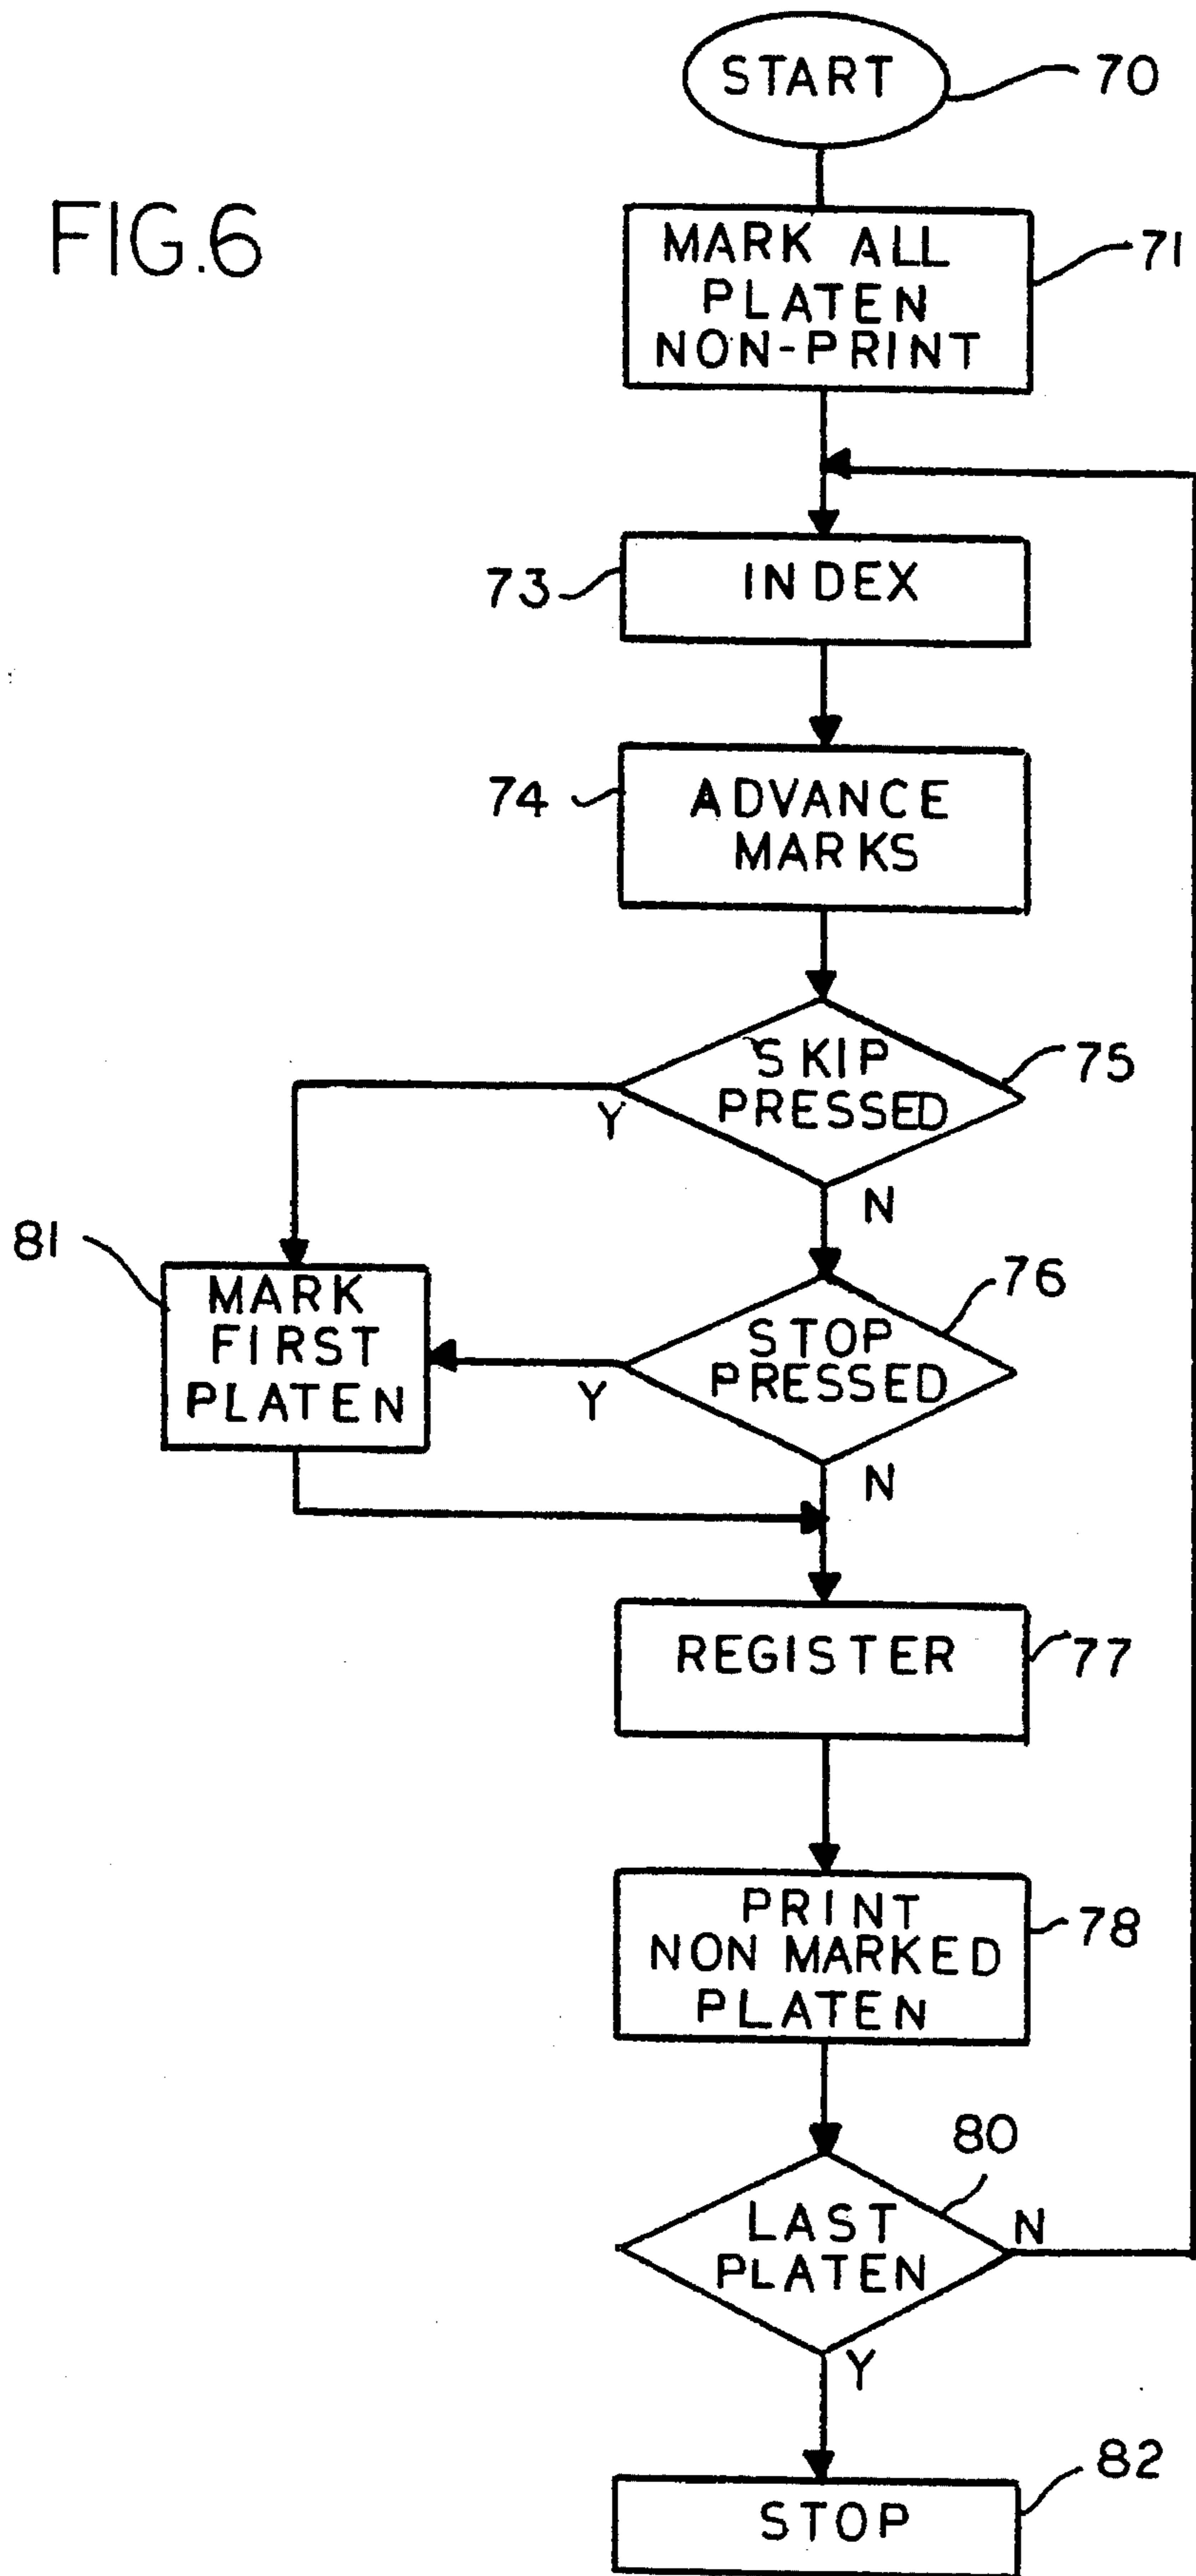 START
70
FIG.6
MARK ALL
PLATEN
NON-PRINT
71
73
INDEX
74
ADVANCE
MARKS
SKIP
PRESSED
75
Y
N
81
MARK
FIRST
PLATEN
STOP
PRESSED
76
Y
N
REGISTER
77
PRINT
NON MARKED
PLATEN
78
80
LAST
PLATEN
N
Y
82
STOP